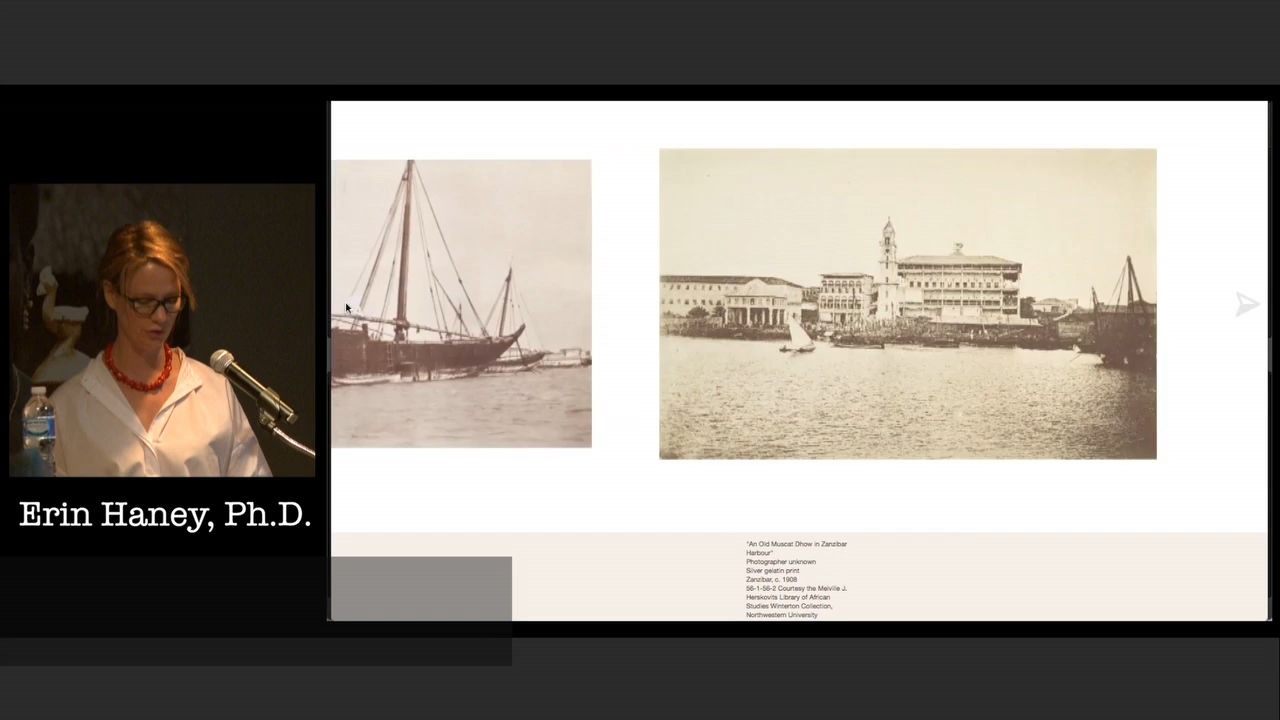 Erin Haney, Ph.D.
"An Old Muscat Dhow in Zanzibar
Harbour"
Photographer unknown
Silver gelatin print
Zanzibar, c. 1908
56-1-56-2 Courtesy the Melville J.
Herskovits Library of African
Studies Winterton Collection,
Northwestern University